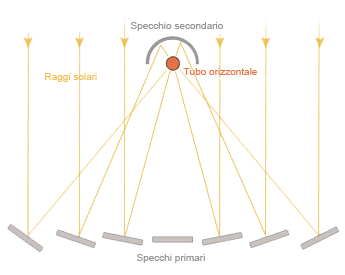 Specchio secondario
Tubo orizzontale
Raggi solari
Specchi primari